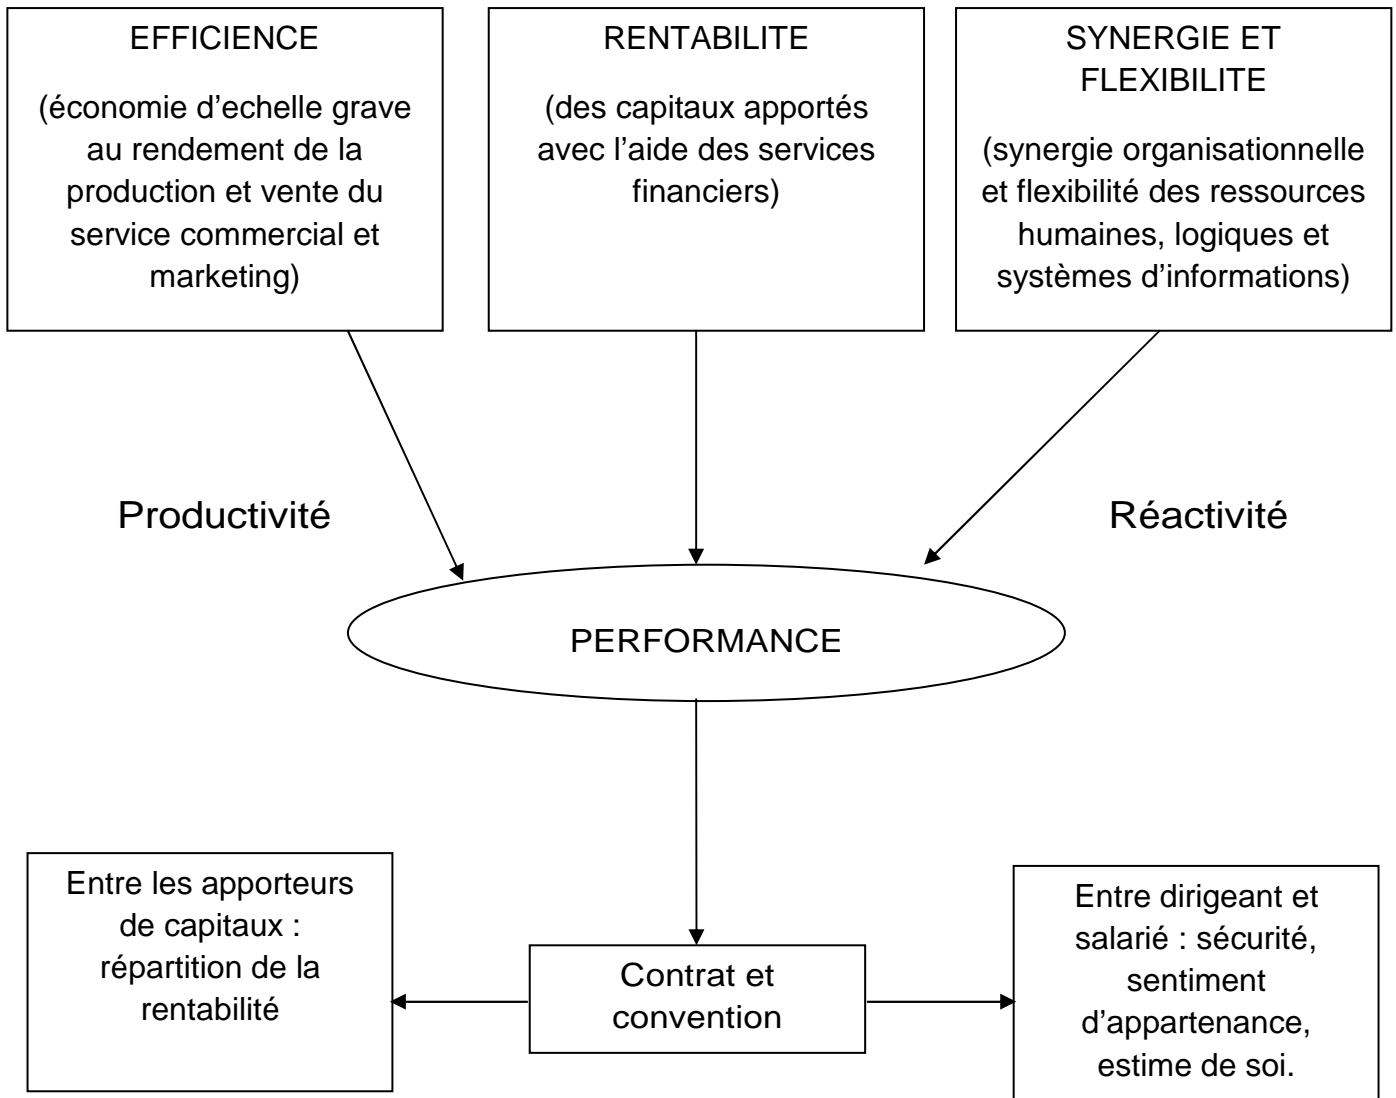 EFFICIENCE
(économie d’echelle grave
au rendement de la
production et vente du
service commercial et
marketing)
RENTABILITE
(des capitaux apportés
avec l’aide des services
financiers)
SYNERGIE ET
FLEXIBILITE
(synergie organisationnelle
et flexibilité des ressources
humaines, logiques et
systèmes d’informations)
Productivité
Réactivité
PERFORMANCE
Entre les apporteurs
de capitaux :
répartition de la
rentabilité
Contrat et
convention
Entre dirigeant et
salarié : sécurité,
sentiment
d’appartenance,
estime de soi.